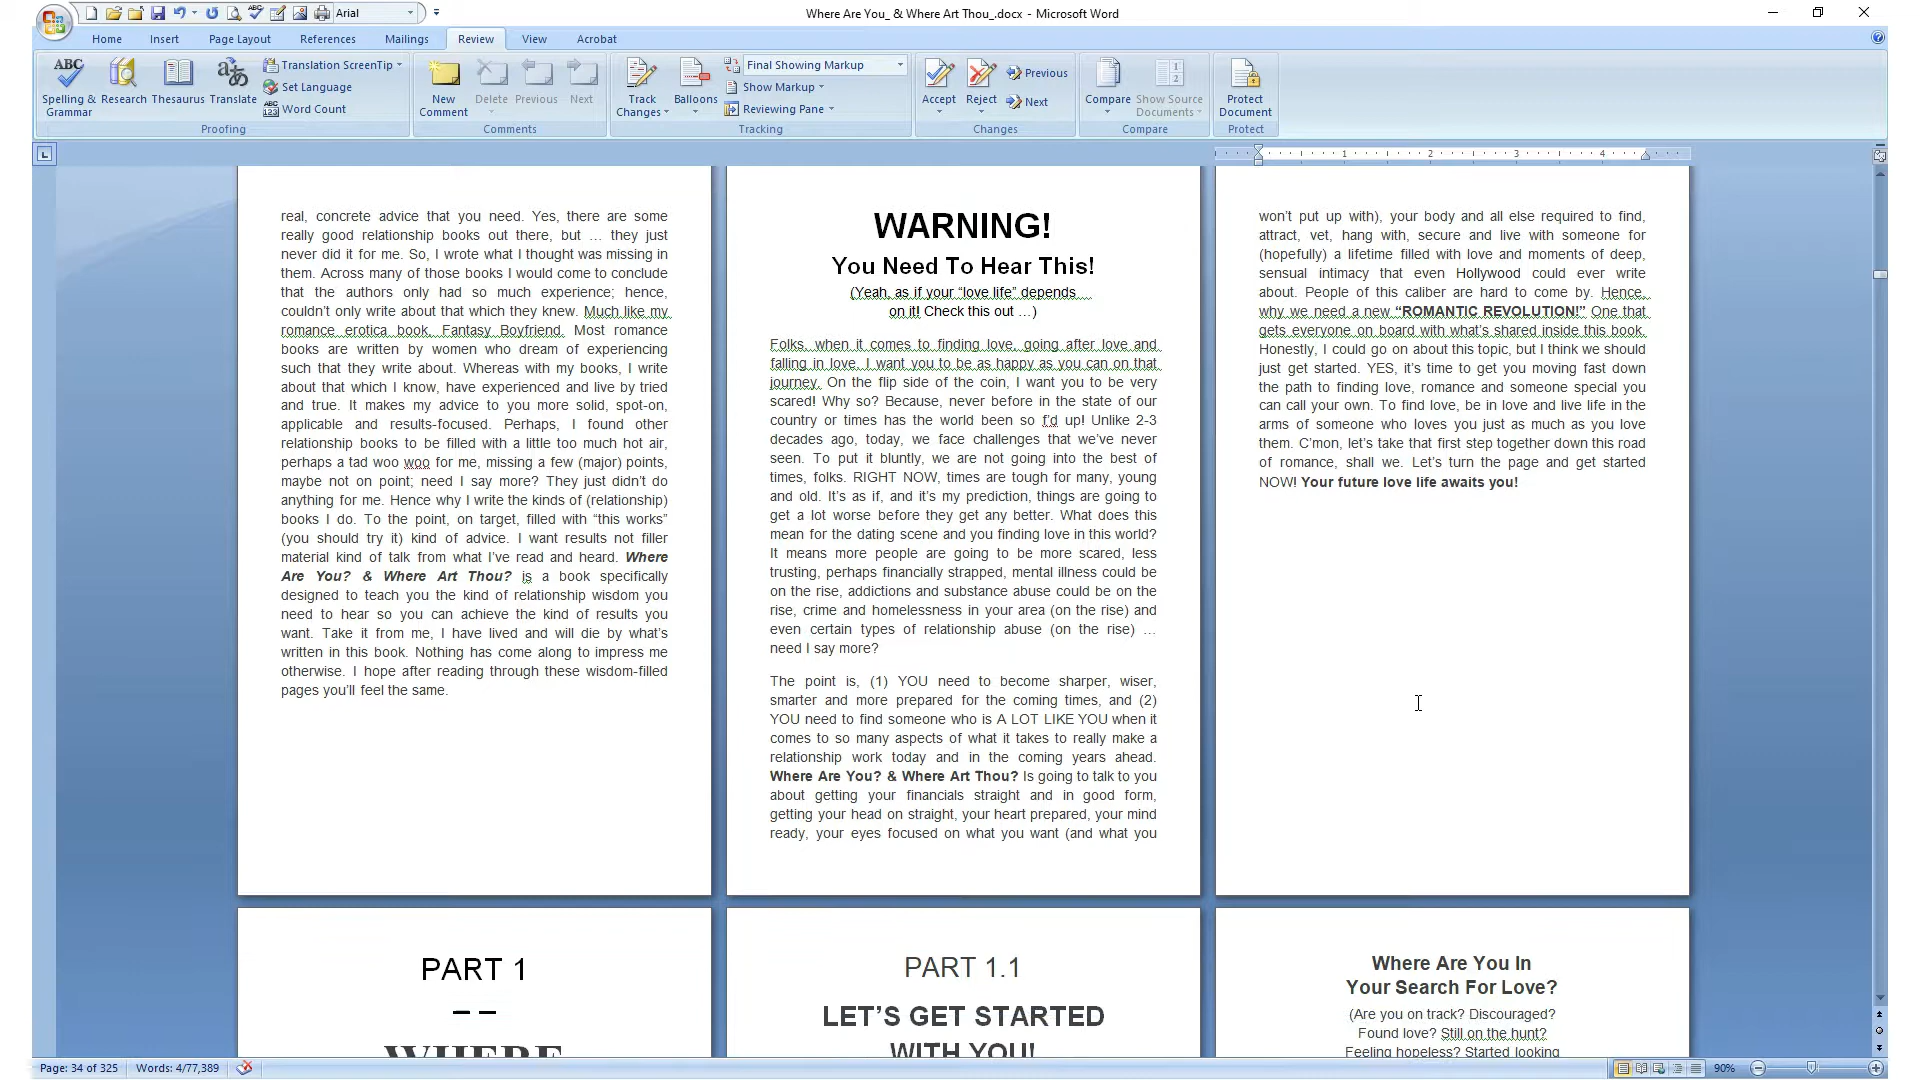 Arial
Where Are You_ & Where Art Thou_.docx - Microsoft Word
Home Insert Page Layout References Mailings Review View Acrobat
ABC
Spelling & Grammar
Research
Thesaurus
Translate
Translation ScreenTip
Set Language
Word Count
Proofing
New Comment
Delete
Previous
Next
Comments
Track Changes
Balloons
Final Showing Markup
Show Markup
Reviewing Pane
Tracking
Accept
Reject
Previous
Next
Changes
Compare
Show Source Documents
Compare
Protect Document
Protect
1 2 3 4
real, concrete advice that you need. Yes, there are some
really good relationship books out there, but … they just
never did it for me. So, I wrote what I thought was missing in
them. Across many of those books I would come to conclude
that the authors only had so much experience; hence,
couldn’t only write about that which they knew. Much like my
romance erotica book, Fantasy Boyfriend. Most romance
books are written by women who dream of experiencing
such that they write about. Whereas with my books, I write
about that which I know, have experienced and live by tried
and true. It makes my advice to you more solid, spot-on,
applicable and results-focused. Perhaps, I found other
relationship books to be filled with a little too much hot air,
perhaps a tad woo woo for me, missing a few (major) points,
maybe not on point; need I say more? They just didn’t do
anything for me. Hence why I write the kinds of (relationship)
books I do. To the point, on target, filled with “this works”
(you should try it) kind of advice. I want results not filler
material kind of talk from what I’ve read and heard. Where
Are You? & Where Art Thou? is a book specifically
designed to teach you the kind of relationship wisdom you
need to hear so you can achieve the kind of results you
want. Take it from me, I have lived and will die by what’s
written in this book. Nothing has come along to impress me
otherwise. I hope after reading through these wisdom-filled
pages you’ll feel the same.
WARNING!
You Need To Hear This!
(Yeah, as if your “love life” depends
on it! Check this out …)
Folks, when it comes to finding love, going after love and
falling in love, I want you to be as happy as you can on that
journey. On the flip side of the coin, I want you to be very
scared! Why so? Because, never before in the state of our
country or times has the world been so f’d up! Unlike 2-3
decades ago, today, we face challenges that we’ve never
seen. To put it bluntly, we are not going into the best of
times, folks. RIGHT NOW, times are tough for many, young
and old. It’s as if, and it’s my prediction, things are going to
get a lot worse before they get any better. What does this
mean for the dating scene and you finding love in this world?
It means more people are going to be more scared, less
trusting, perhaps financially strapped, mental illness could be
on the rise, addictions and substance abuse could be on the
rise, crime and homelessness in your area (on the rise) and
even certain types of relationship abuse (on the rise) …
need I say more?
The point is, (1) YOU need to become sharper, wiser,
smarter and more prepared for the coming times, and (2)
YOU need to find someone who is A LOT LIKE YOU when it
comes to so many aspects of what it takes to really make a
relationship work today and in the coming years ahead.
Where Are You? & Where Art Thou? Is going to talk to you
about getting your financials straight and in good form,
getting your head on straight, your heart prepared, your mind
ready, your eyes focused on what you want (and what you
won’t put up with), your body and all else required to find,
attract, vet, hang with, secure and live with someone for
(hopefully) a lifetime filled with love and moments of deep,
sensual intimacy that even Hollywood could ever write
about. People of this caliber are hard to come by. Hence,
why we need a new “ROMANTIC REVOLUTION!” One that
gets everyone on board with what’s shared inside this book.
Honestly, I could go on about this topic, but I think we should
just get started. YES, it’s time to get you moving fast down
the path to finding love, romance and someone special you
can call your own. To find love, be in love and live life in the
arms of someone who loves you just as much as you love
them. C’mon, let’s take that first step together down this road
of romance, shall we. Let’s turn the page and get started
NOW! Your future love life awaits you!
PART 1
– –
WHERE
PART 1.1
LET’S GET STARTED
WITH YOU!
Where Are You In
Your Search For Love?
(Are you on track? Discouraged?
Found love? Still on the hunt?
Feeling hopeless? Started looking
Page: 34 of 325 Words: 4/77,389 90%